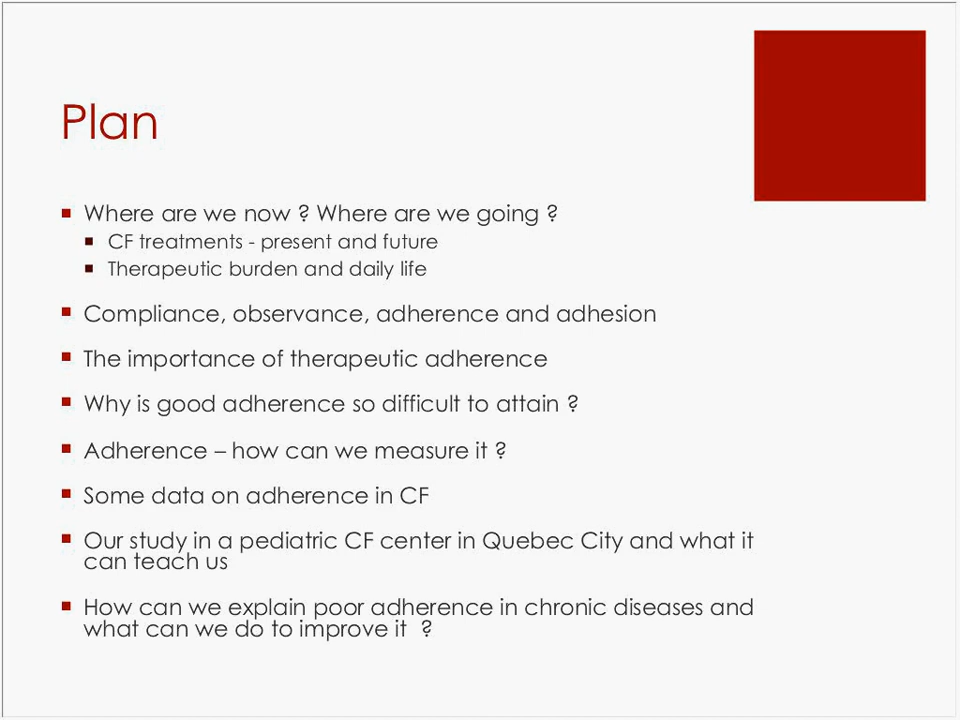 Plan
Where are we now ? Where are we going ?
CF treatments - present and future
Therapeutic burden and daily life
Compliance, observance, adherence and adhesion
The importance of therapeutic adherence
Why is good adherence so difficult to attain ?
Adherence – how can we measure it ?
Some data on adherence in CF
Our study in a pediatric CF center in Quebec City and what it
can teach us
How can we explain poor adherence in chronic diseases and
what can we do to improve it  ?